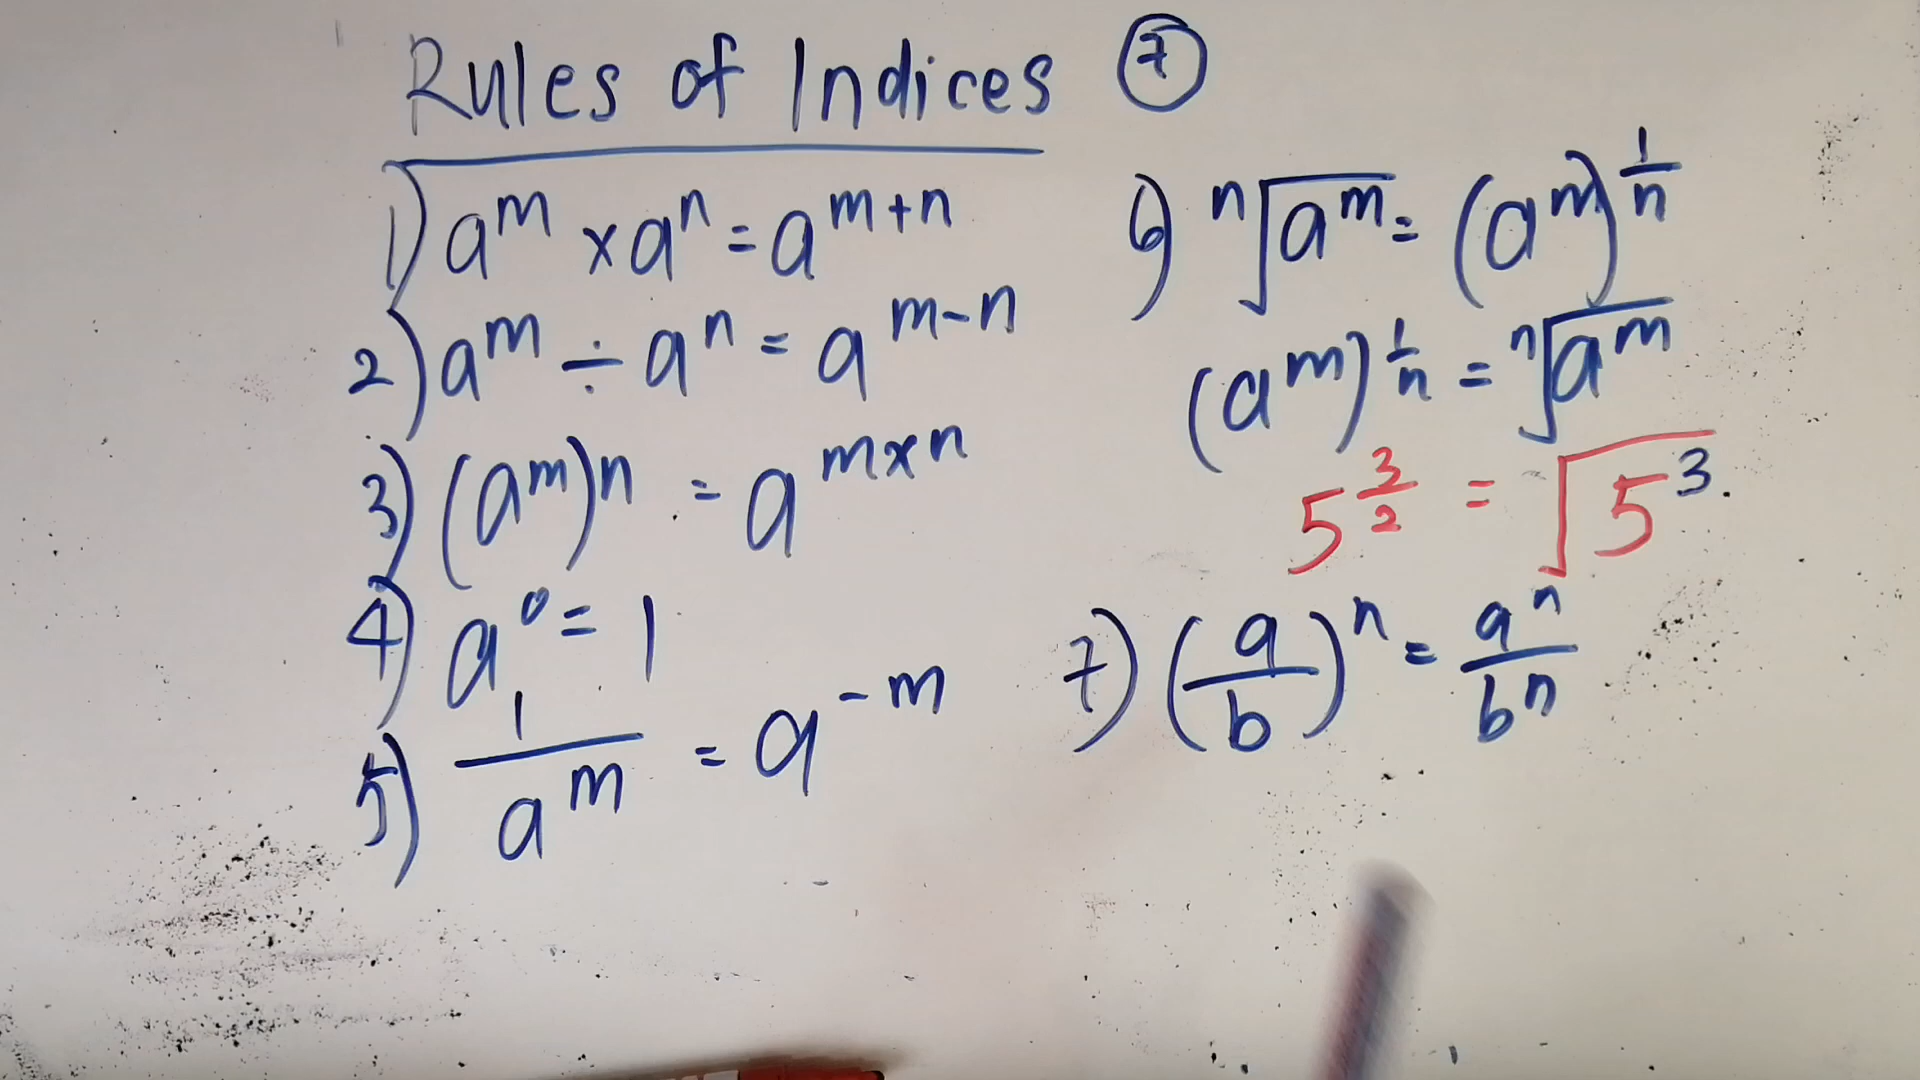 Rules of Indices ⑦
1) a^m × a^n = a^{m+n}
2) a^m ÷ a^n = a^{m-n}
3) (a^m)^n = a^{m×n}
4) a^0 = 1
5) 1/a^m = a^{-m}
6) ⁿ√(a^m) = (a^m)^{1/n}
(a^m)^{1/n} = ⁿ√(a^m)
5^{3/2} = √(5^3).
7) (a/b)^n = a^n/b^n